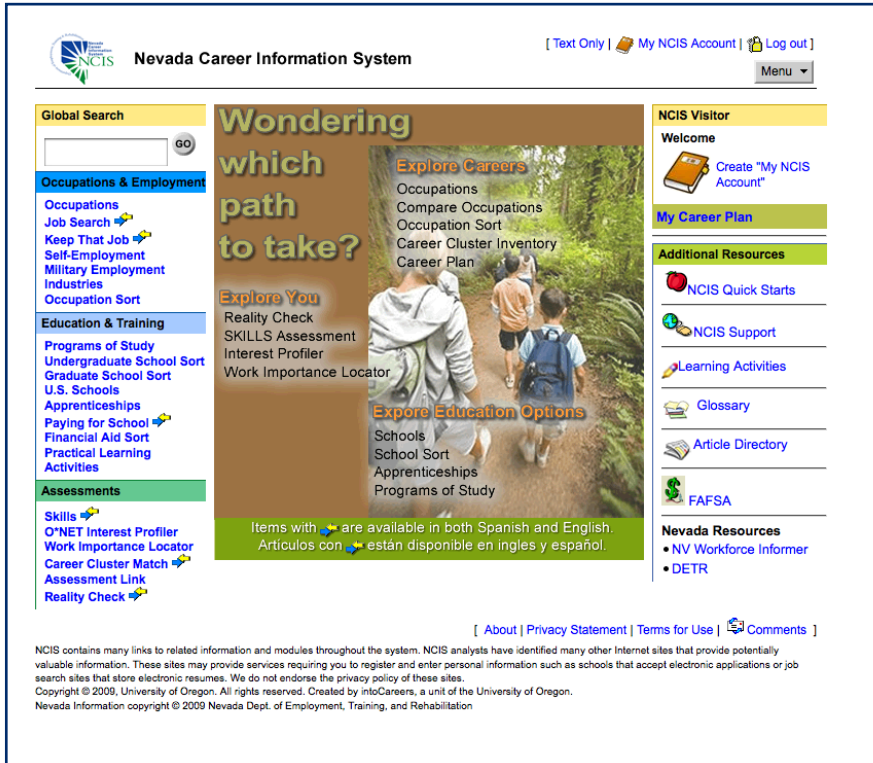 Nevada
Career
Information
System
NCIS
Nevada Career Information System
[ Text Only | My NCIS Account | Log out ]
Menu
Global Search
GO
Occupations & Employment
Occupations
Job Search
Keep That Job
Self-Employment
Military Employment
Industries
Occupation Sort
Education & Training
Programs of Study
Undergraduate School Sort
Graduate School Sort
U.S. Schools
Apprenticeships
Paying for School
Financial Aid Sort
Practical Learning
Activities
Assessments
Skills
O*NET Interest Profiler
Work Importance Locator
Career Cluster Match
Assessment Link
Reality Check
Wondering
which
path
to take?
Explore Careers
Occupations
Compare Occupations
Occupation Sort
Career Cluster Inventory
Career Plan
Explore You
Reality Check
SKILLS Assessment
Interest Profiler
Work Importance Locator
Expore Education Options
Schools
School Sort
Apprenticeships
Programs of Study
Items with are available in both Spanish and English.
Artículos con están disponible en ingles y español.
NCIS Visitor
Welcome
Create "My NCIS
Account"
My Career Plan
Additional Resources
NCIS Quick Starts
NCIS Support
Learning Activities
Glossary
Article Directory
FAFSA
Nevada Resources
• NV Workforce Informer
• DETR
[ About | Privacy Statement | Terms for Use | Comments ]
NCIS contains many links to related information and modules throughout the system. NCIS analysts have identified many other Internet sites that provide potentially
valuable information. These sites may provide services requiring you to register and enter personal information such as schools that accept electronic applications or job
search sites that store electronic resumes. We do not endorse the privacy policy of these sites.
Copyright © 2009, University of Oregon. All rights reserved. Created by intoCareers, a unit of the University of Oregon.
Nevada Information copyright © 2009 Nevada Dept. of Employment, Training, and Rehabilitation